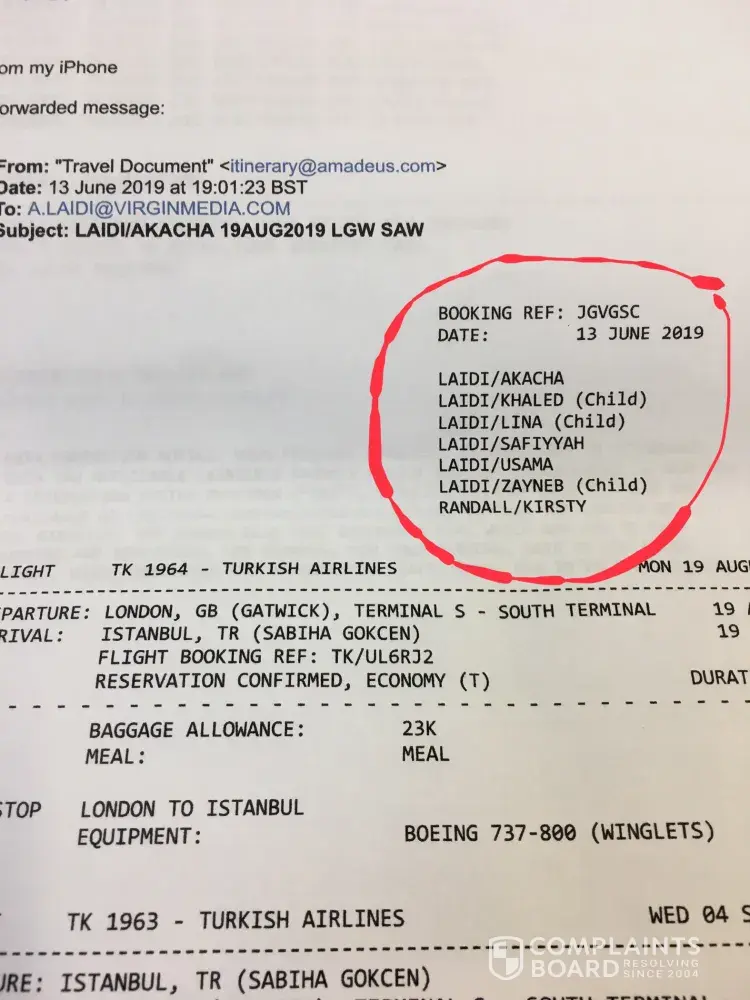 om my iPhone
orwarded message:
From: "Travel Document" <itinerary@amadeus.com>
Date: 13 June 2019 at 19:01:23 BST
To: A.LAIDI@VIRGINMEDIA.COM
Subject: LAIDI/AKACHA 19AUG2019 LGW SAW
BOOKING REF: JGVGSC
DATE: 13 JUNE 2019
LAIDI/AKACHA
LAIDI/KHALED (Child)
LAIDI/LINA (Child)
LAIDI/SAFIYYAH
LAIDI/USAMA
LAIDI/ZAYNEB (Child)
RANDALL/KIRSTY
LIGHT TK 1964 - TURKISH AIRLINES MON 19 AUG
PARTURE: LONDON, GB (GATWICK), TERMINAL S - SOUTH TERMINAL 19
RIVAL: ISTANBUL, TR (SABIHA GOKCEN) 19
FLIGHT BOOKING REF: TK/UL6RJ2
RESERVATION CONFIRMED, ECONOMY (T) DURAT
BAGGAGE ALLOWANCE: 23K
MEAL: MEAL
STOP LONDON TO ISTANBUL
EQUIPMENT: BOEING 737-800 (WINGLETS)
TK 1963 - TURKISH AIRLINES WED 04 S
URE: ISTANBUL, TR (SABIHA GOKCEN)
COMPLAINTS
BOARD RESOLVING
SINCE 2004